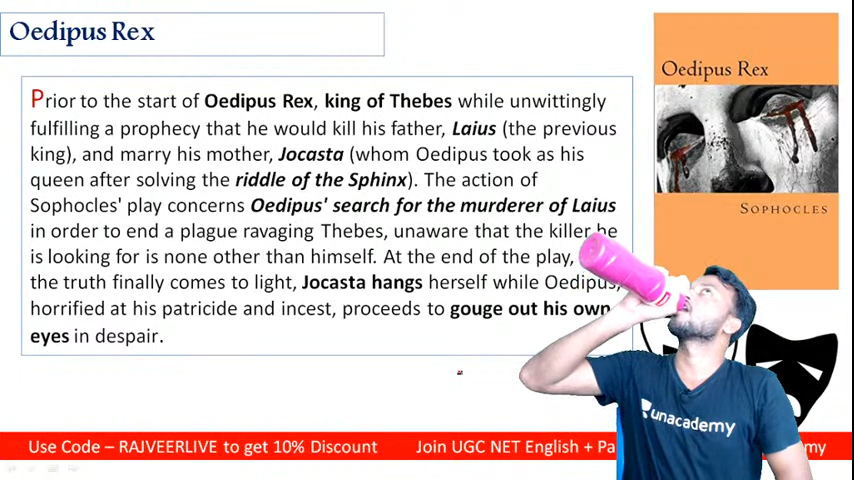 Oedipus Rex
Prior to the start of Oedipus Rex, king of Thebes while unwittingly
fulfilling a prophecy that he would kill his father, Laius (the previous
king), and marry his mother, Jocasta (whom Oedipus took as his
queen after solving the riddle of the Sphinx). The action of
Sophocles' play concerns Oedipus' search for the murderer of Laius
in order to end a plague ravaging Thebes, unaware that the killer he
is looking for is none other than himself. At the end of the play,
the truth finally comes to light, Jocasta hangs herself while Oedipus,
horrified at his patricide and incest, proceeds to gouge out his own
eyes in despair.
Oedipus Rex
SOPHOCLES
unacademy
Use Code – RAJVEERLIVE to get 10% Discount
Join UGC NET English + Pa
my